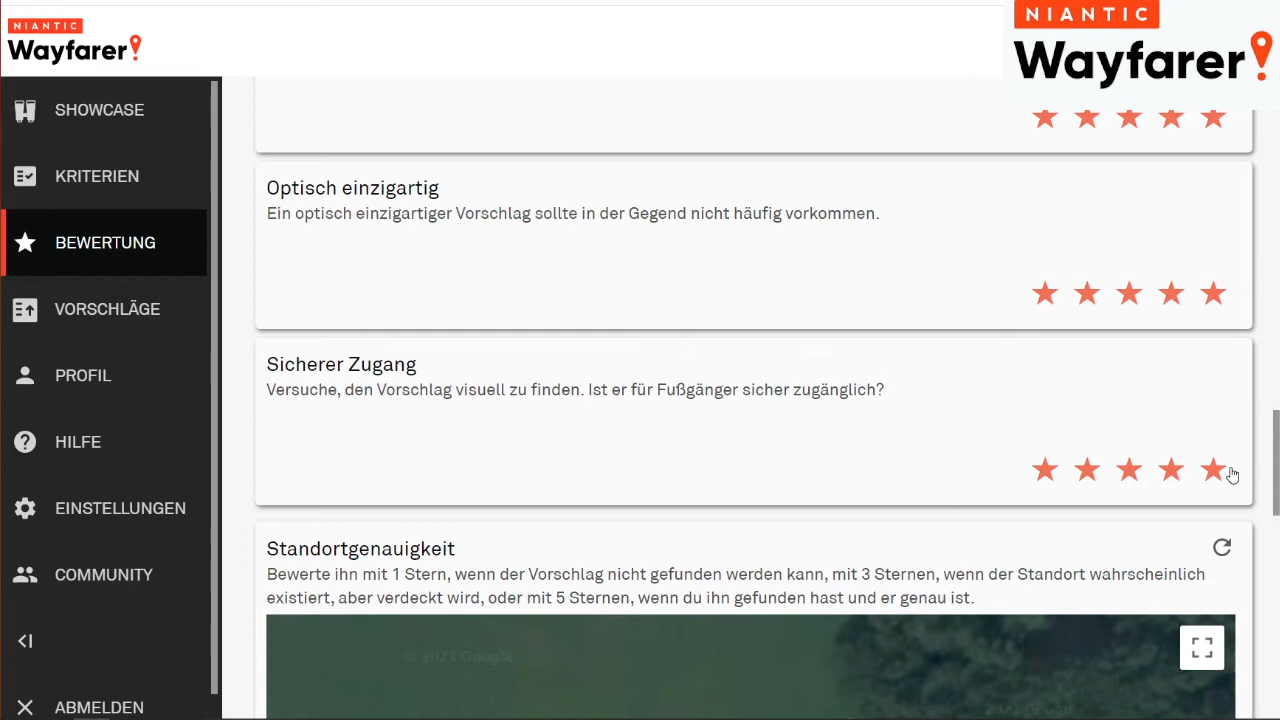 NIANTIC
Wayfarer
NIANTIC
Wayfarer
SHOWCASE
KRITERIEN
BEWERTUNG
VORSCHLÄGE
PROFIL
HILFE
EINSTELLUNGEN
COMMUNITY
ABMELDEN
Optisch einzigartig
Ein optisch einzigartiger Vorschlag sollte in der Gegend nicht häufig vorkommen.
Sicherer Zugang
Versuche, den Vorschlag visuell zu finden. Ist er für Fußgänger sicher zugänglich?
Standortgenauigkeit
Bewerte ihn mit 1 Stern, wenn der Vorschlag nicht gefunden werden kann, mit 3 Sternen, wenn der Standort wahrscheinlich
existiert, aber verdeckt wird, oder mit 5 Sternen, wenn du ihn gefunden hast und er genau ist.
© 2021 Google